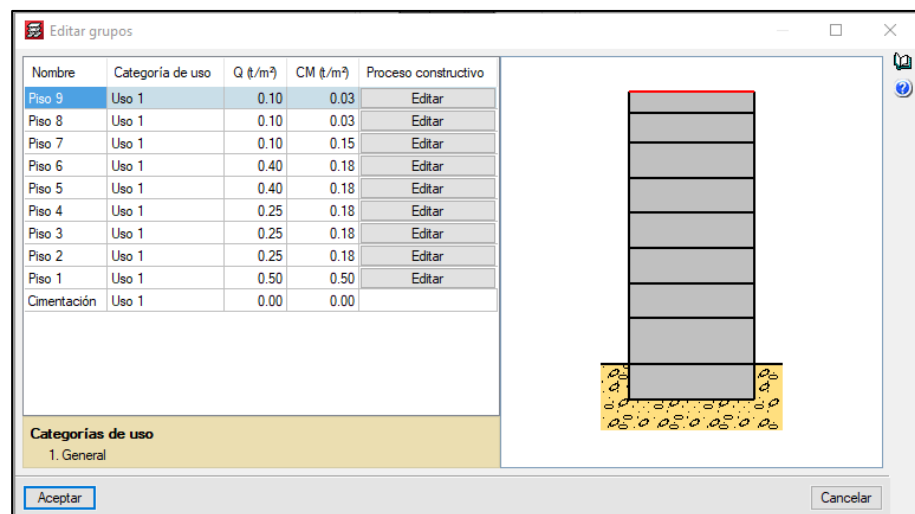 Editar grupos
Nombre Categoría de uso Q (t/m²) CM (t/m²) Proceso constructivo
Piso 9 Uso 1 0.10 0.03 Editar
Piso 8 Uso 1 0.10 0.03 Editar
Piso 7 Uso 1 0.10 0.15 Editar
Piso 6 Uso 1 0.40 0.18 Editar
Piso 5 Uso 1 0.40 0.18 Editar
Piso 4 Uso 1 0.25 0.18 Editar
Piso 3 Uso 1 0.25 0.18 Editar
Piso 2 Uso 1 0.25 0.18 Editar
Piso 1 Uso 1 0.50 0.50 Editar
Cimentación Uso 1 0.00 0.00
Categorías de uso
1. General
Aceptar Cancelar